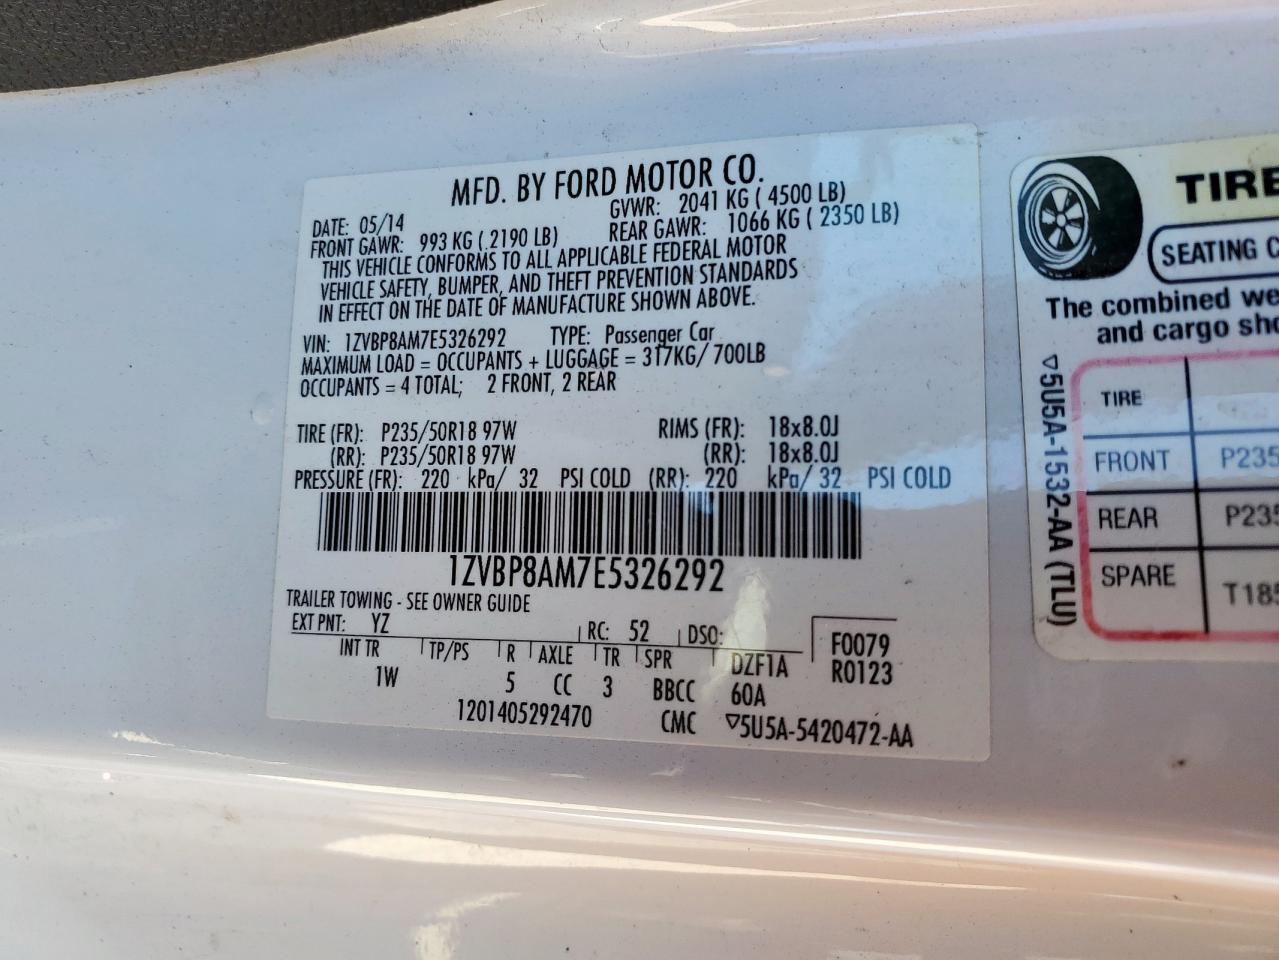 MFD. BY FORD MOTOR CO.
DATE: 05/14 GVWR: 2041 KG ( 4500 LB)
FRONT GAWR: 993 KG ( 2190 LB) REAR GAWR: 1066 KG ( 2350 LB)
THIS VEHICLE CONFORMS TO ALL APPLICABLE FEDERAL MOTOR
VEHICLE SAFETY, BUMPER, AND THEFT PREVENTION STANDARDS
IN EFFECT ON THE DATE OF MANUFACTURE SHOWN ABOVE.
VIN: 1ZVBP8AM7E5326292 TYPE: Passenger Car
MAXIMUM LOAD = OCCUPANTS + LUGGAGE = 317KG/ 700LB
OCCUPANTS = 4 TOTAL; 2 FRONT, 2 REAR
TIRE (FR): P235/50R18 97W RIMS (FR): 18x8.0J
(RR): P235/50R18 97W (RR): 18x8.0J
PRESSURE (FR): 220 kPa/ 32 PSI COLD (RR): 220 kPa/ 32 PSI COLD
1ZVBP8AM7E5326292
TRAILER TOWING - SEE OWNER GUIDE
EXT PNT: YZ RC: 52 DSO: F0079
INT TR TP/PS R AXLE TR SPR DZF1A R0123
1W 5 CC 3 BBCC 60A
1201405292470 CMC ▽5U5A-5420472-AA
TIRE
SEATING C
The combined we
and cargo sho
▽5U5A-1532-AA (TLU)
TIRE
FRONT P235
REAR P235
SPARE T185